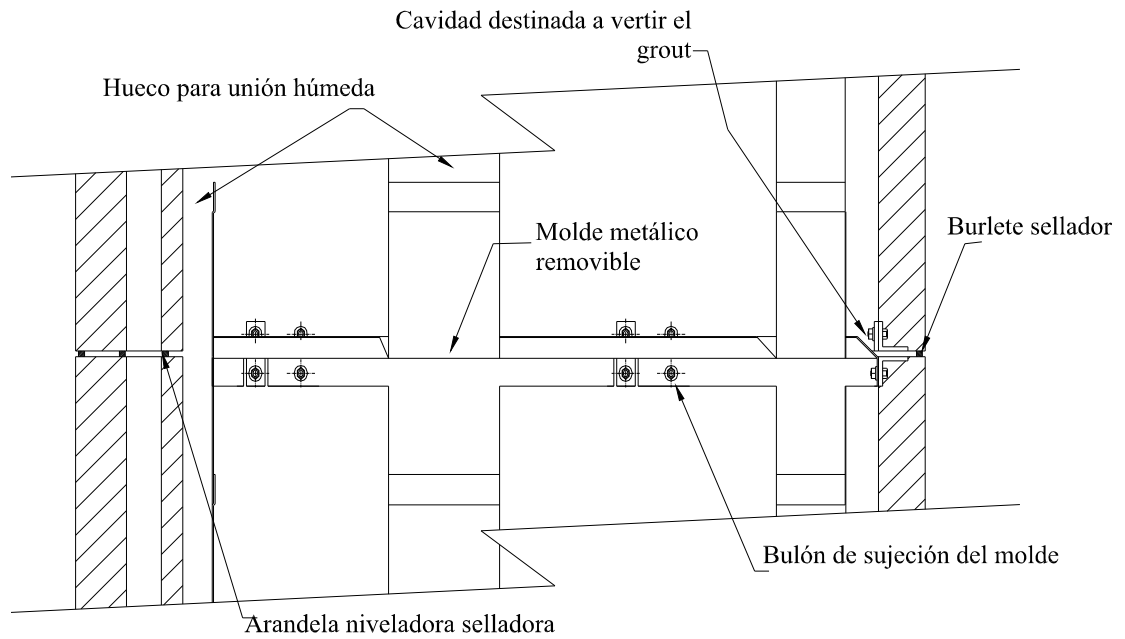 Cavidad destinada a vertir el
grout
Hueco para unión húmeda
Burlete sellador
Molde metálico
removible
Bulón de sujeción del molde
Arandela niveladora selladora